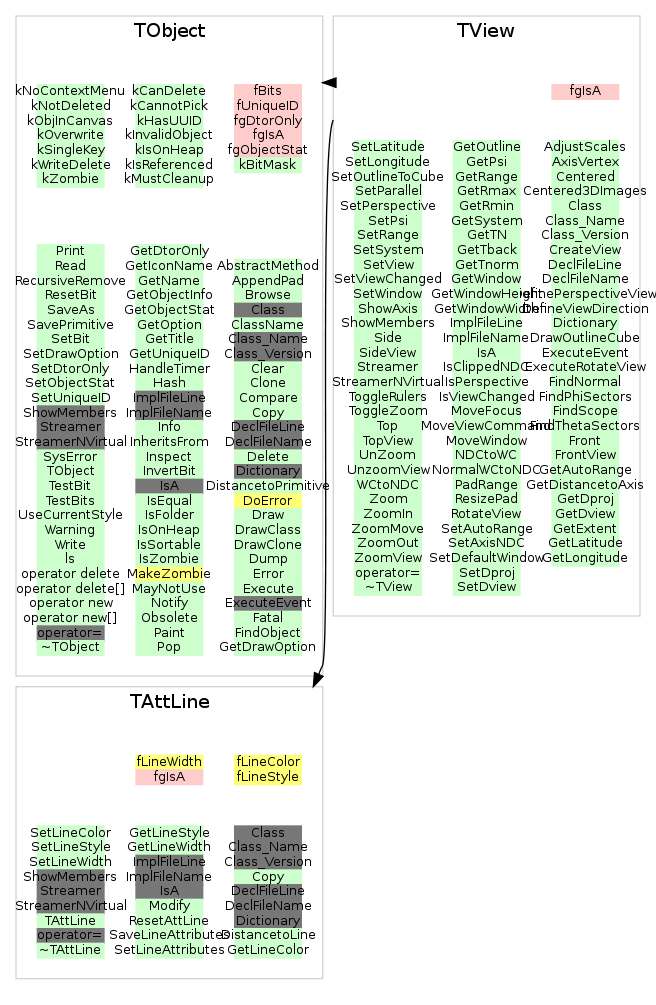 TObject
kNoContextMenu
kNotDeleted
kObjInCanvas
kOverwrite
kSingleKey
kWriteDelete
kZombie
kCanDelete
kCannotPick
kHasUUID
kInvalidObject
kIsOnHeap
kIsReferenced
kMustCleanup
fBits
fUniqueID
fgDtorOnly
fgIsA
fgObjectStat
kBitMask
Print
Read
RecursiveRemove
ResetBit
SaveAs
SavePrimitive
SetBit
SetDrawOption
SetDtorOnly
SetObjectStat
SetUniqueID
ShowMembers
Streamer
StreamerNVirtual
SysError
TObject
TestBit
TestBits
UseCurrentStyle
Warning
Write
ls
operator delete
operator delete[]
operator new
operator new[]
operator=
~TObject
GetDtorOnly
GetIconName
GetName
GetObjectInfo
GetObjectStat
GetOption
GetTitle
GetUniqueID
HandleTimer
Hash
ImplFileLine
ImplFileName
Info
InheritsFrom
Inspect
InvertBit
IsA
IsEqual
IsFolder
IsOnHeap
IsSortable
IsZombie
MakeZombie
MayNotUse
Notify
Obsolete
Paint
Pop
AbstractMethod
AppendPad
Browse
Class
ClassName
Class_Name
Class_Version
Clear
Clone
Compare
Copy
DeclFileLine
DeclFileName
Delete
Dictionary
DistancetoPrimitive
DoError
Draw
DrawClass
DrawClone
Dump
Error
Execute
ExecuteEvent
Fatal
FindObject
GetDrawOption
TView
fgIsA
SetLatitude
SetLongitude
SetOutlineToCube
SetParallel
SetPerspective
SetPsi
SetRange
SetSystem
SetView
SetViewChanged
SetWindow
ShowAxis
ShowMembers
Side
SideView
Streamer
StreamerNVirtual
ToggleRulers
ToggleZoom
Top
TopView
UnZoom
UnzoomView
WCtoNDC
Zoom
ZoomIn
ZoomMove
ZoomOut
ZoomView
operator=
~TView
GetOutline
GetPsi
GetRange
GetRmax
GetRmin
GetSystem
GetTN
GetTback
GetTnorm
GetWindow
GetWindowHeight
GetWindowWidth
ImplFileLine
ImplFileName
IsA
IsClippedNDC
IsPerspective
IsViewChanged
MoveFocus
MoveViewCommand
MoveWindow
NDCtoWC
NormalWCtoNDC
PadRange
ResizePad
RotateView
SetAutoRange
SetAxisNDC
SetDefaultWindow
SetDproj
SetDview
AdjustScales
AxisVertex
Centered
Centered3DImages
Class
Class_Name
Class_Version
CreateView
DeclFileLine
DeclFileName
DefinePerspectiveView
DefineViewDirection
Dictionary
DrawOutlineCube
ExecuteEvent
ExecuteRotateView
FindNormal
FindPhiSectors
FindScope
FindThetaSectors
Front
FrontView
GetAutoRange
GetDistancetoAxis
GetDproj
GetDview
GetExtent
GetLatitude
GetLongitude
TAttLine
fLineWidth
fgIsA
fLineColor
fLineStyle
SetLineColor
SetLineStyle
SetLineWidth
ShowMembers
Streamer
StreamerNVirtual
TAttLine
operator=
~TAttLine
GetLineStyle
GetLineWidth
ImplFileLine
ImplFileName
IsA
Modify
ResetAttLine
SaveLineAttributes
SetLineAttributes
Class
Class_Name
Class_Version
Copy
DeclFileLine
DeclFileName
Dictionary
DistancetoLine
GetLineColor